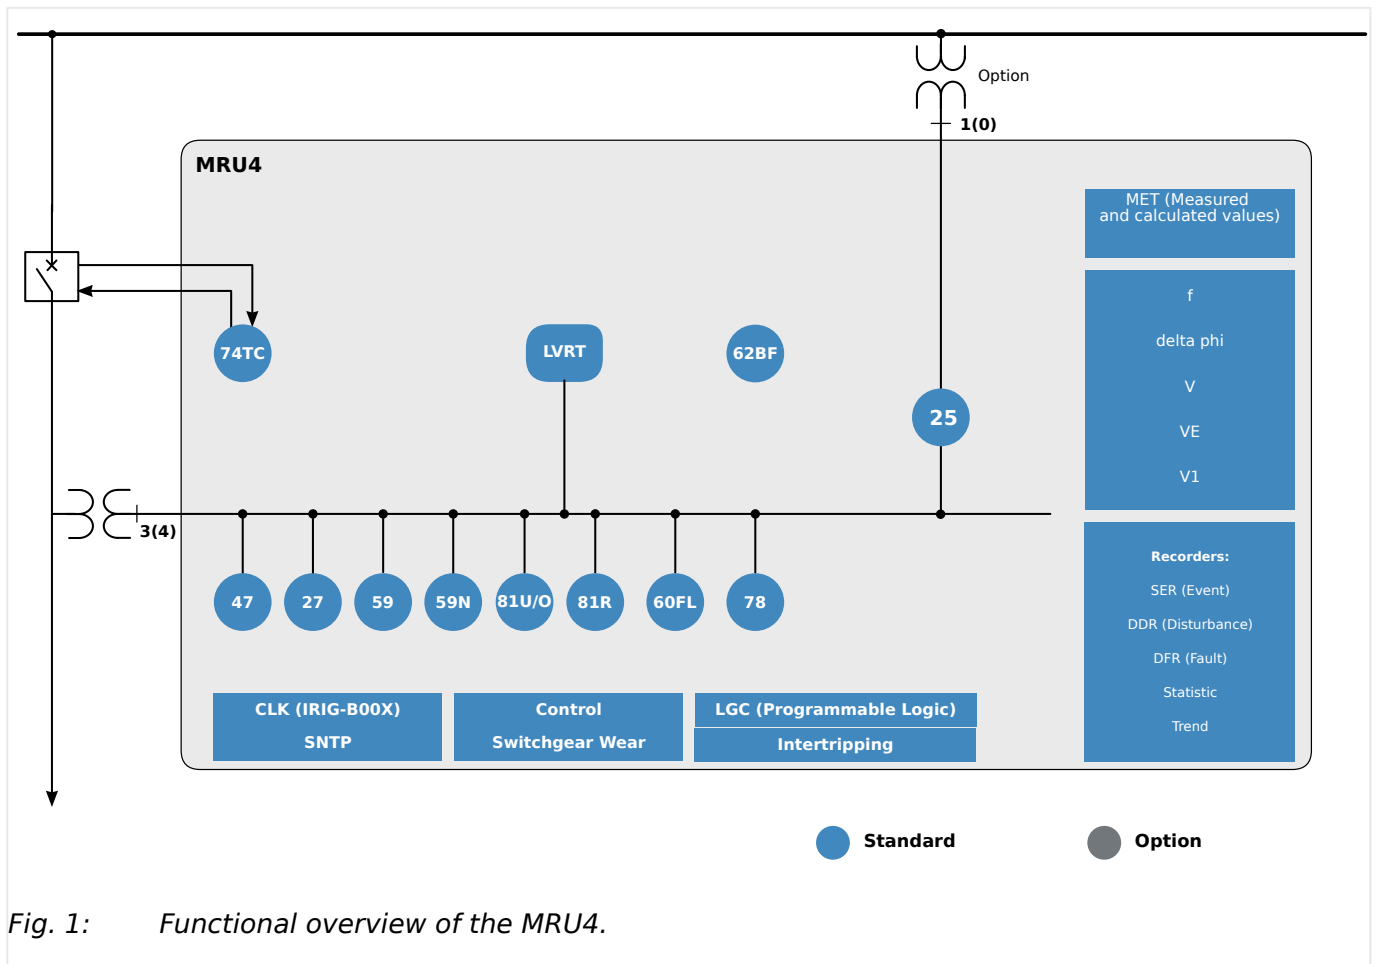 Option
1(0)
MRU4
MET (Measured
and calculated values)
f
delta phi
V
VE
V1
74TC
LVRT
62BF
25
3(4)
47
27
59
59N
81U/O
81R
60FL
78
Recorders:
SER (Event)
DDR (Disturbance)
DFR (Fault)
Statistic
Trend
CLK (IRIG-B00X)
SNTP
Control
Switchgear Wear
LGC (Programmable Logic)
Intertripping
Standard
Option
Fig. 1: Functional overview of the MRU4.